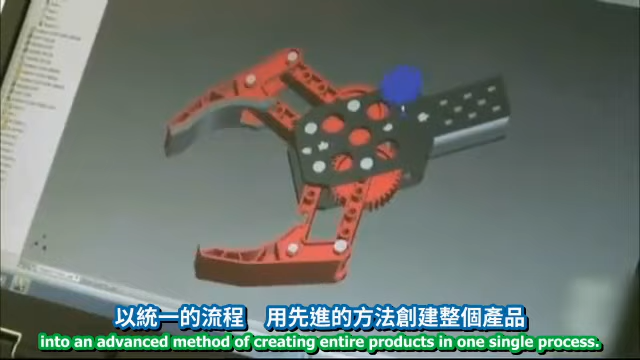 以統一的流程　用先進的方法創建整個產品
into an advanced method of creating entire products in one single process.